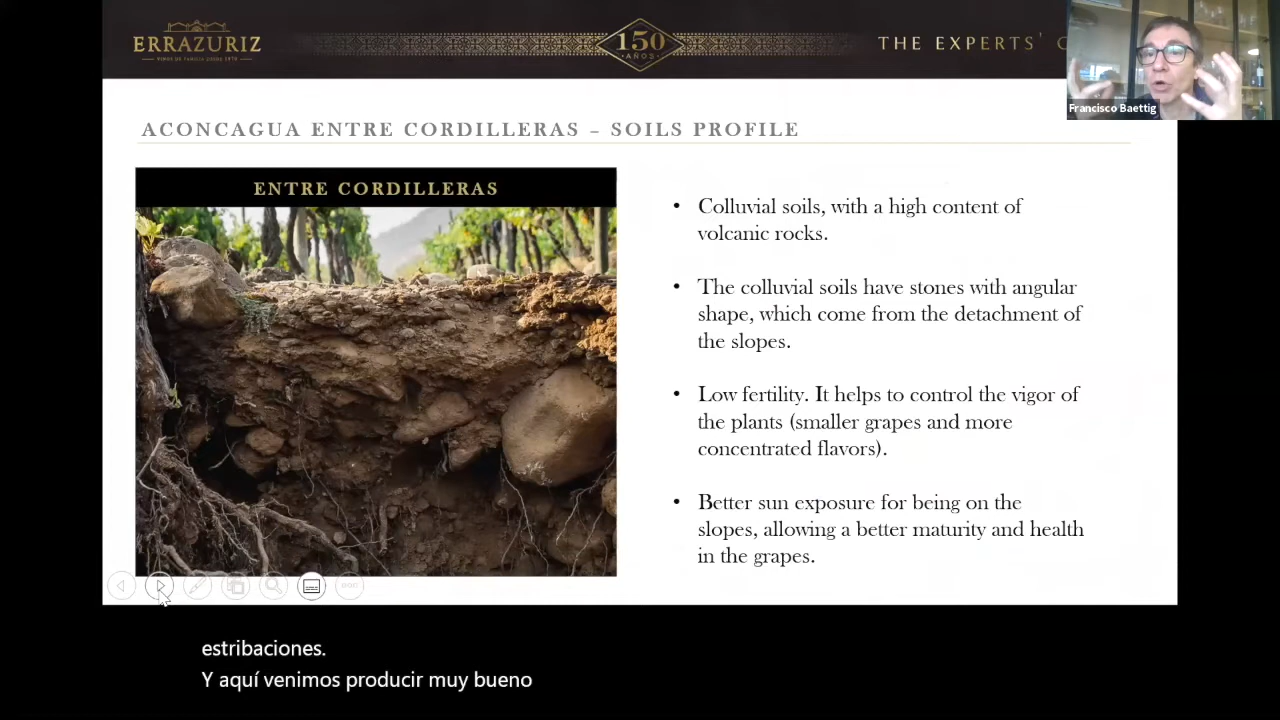 ERRAZURIZ
VINOS DE FAMILIA DESDE 1870
150
AÑOS
THE EXPERTS' C
Francisco Baettig
ACONCAGUA ENTRE CORDILLERAS – SOILS PROFILE
ENTRE CORDILLERAS
• Colluvial soils, with a high content of
volcanic rocks.
• The colluvial soils have stones with angular
shape, which come from the detachment of
the slopes.
• Low fertility. It helps to control the vigor of
the plants (smaller grapes and more
concentrated flavors).
• Better sun exposure for being on the
slopes, allowing a better maturity and health
in the grapes.
estribaciones.
Y aquí venimos producir muy bueno